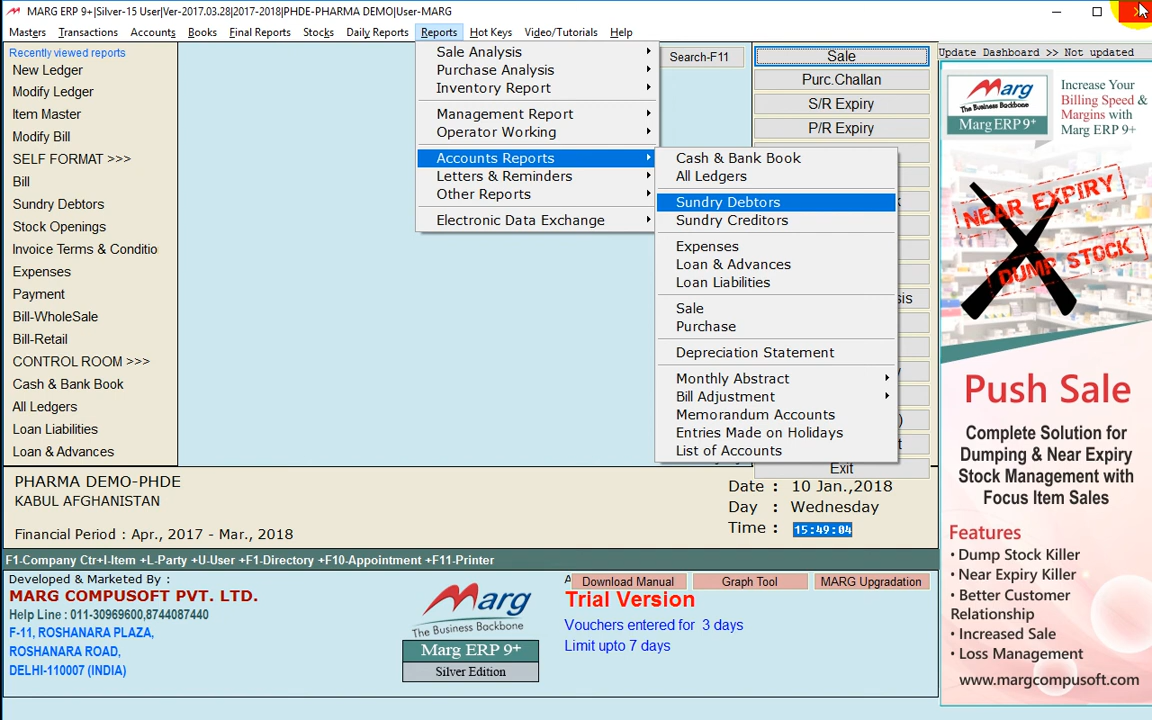 MARG ERP 9+|Silver-15 User|Ver-2017.03.28|2017-2018|PHDE-PHARMA DEMO|User-MARG
Masters Transactions Accounts Books Final Reports Stocks Daily Reports Reports Hot Keys Video/Tutorials Help
Recently viewed reports
New Ledger
Modify Ledger
Item Master
Modify Bill
SELF FORMAT >>>
Bill
Sundry Debtors
Stock Openings
Invoice Terms & Conditio
Expenses
Payment
Bill-WholeSale
Bill-Retail
CONTROL ROOM >>>
Cash & Bank Book
All Ledgers
Loan Liabilities
Loan & Advances
Sale Analysis
Purchase Analysis
Inventory Report
Management Report
Operator Working
Accounts Reports
Letters & Reminders
Other Reports
Electronic Data Exchange
Cash & Bank Book
All Ledgers
Sundry Debtors
Sundry Creditors
Expenses
Loan & Advances
Loan Liabilities
Sale
Purchase
Depreciation Statement
Monthly Abstract
Bill Adjustment
Memorandum Accounts
Entries Made on Holidays
List of Accounts
Search-F11
Sale
Purc.Challan
S/R Expiry
P/R Expiry
sis
Exit
Update Dashboard >> Not updated
Marg
The Business Backbone
Marg ERP 9+
Increase Your
Billing Speed &
Margins with
Marg ERP 9+
NEAR EXPIRY
DUMP STOCK
Push Sale
Complete Solution for
Dumping & Near Expiry
Stock Management with
Focus Item Sales
Features
• Dump Stock Killer
• Near Expiry Killer
• Better Customer
Relationship
• Increased Sale
• Loss Management
www.margcompusoft.com
PHARMA DEMO-PHDE
KABUL AFGHANISTAN
Financial Period : Apr., 2017 - Mar., 2018
Date : 10 Jan.,2018
Day : Wednesday
Time : 15:49:04
F1-Company Ctr+I-Item +L-Party +U-User +F1-Directory +F10-Appointment +F11-Printer
Developed & Marketed By :
MARG COMPUSOFT PVT. LTD.
Help Line : 011-30969600,8744087440
F-11, ROSHANARA PLAZA,
ROSHANARA ROAD,
DELHI-110007 (INDIA)
Marg
The Business Backbone
Marg ERP 9+
Silver Edition
Download Manual Graph Tool MARG Upgradation
Trial Version
Vouchers entered for 3 days
Limit upto 7 days